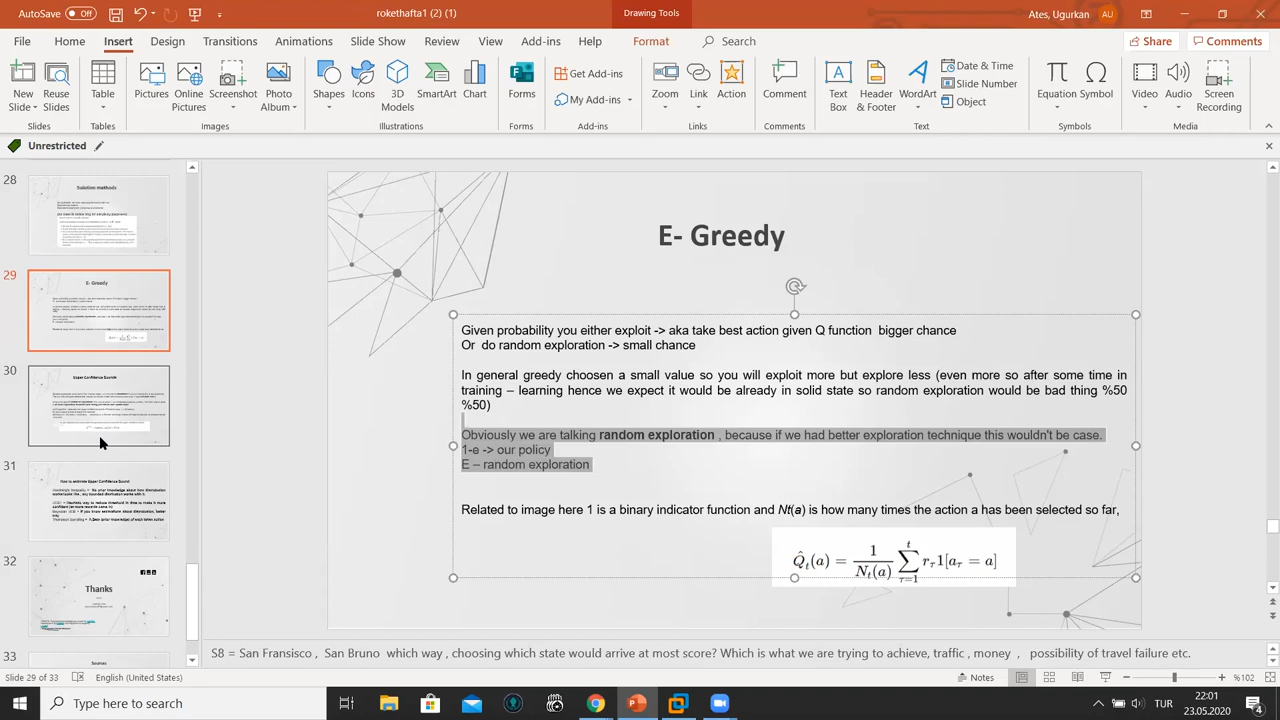 AutoSave Off
rokethafta1 (2) (1)
Drawing Tools
Ates, Ugurkan AU
File Home Insert Design Transitions Animations Slide Show Review View Add-ins Help Format Search Share Comments
New Slide
Reuse Slides
Table
Pictures
Online Pictures
Screenshot
Photo Album
Shapes
Icons
3D Models
SmartArt
Chart
Forms
Get Add-ins
My Add-ins
Zoom
Link
Action
Comment
Text Box
Header & Footer
WordArt
Date & Time
Slide Number
Object
Equation
Symbol
Video
Audio
Screen Recording
Slides Tables Images Illustrations Forms Add-ins Links Comments Text Symbols Media
Unrestricted
28
Solution methods
29
E- Greedy
30
Upper Confidence Bounds
31
How to estimate Upper Confidence Bound
32
Thanks
33
E- Greedy
Given probability you either exploit -> aka take best action given Q function bigger chance
Or do random exploration -> small chance
In general greedy choosen a small value so you will exploit more but explore less (even more so after some time in
training – learning hence we expect it would be already in solid state so random exploration would be bad thing %50
%50)
Obviously we are talking random exploration , because if we had better exploration technique this wouldn't be case.
1-e -> our policy
E – random exploration
Related to image here 1 is a binary indicator function and Nt(a) is how many times the action a has been selected so far,
Q̂t(a) = 1/Nt(a) ∑τ=1^t rτ1[aτ = a]
S8 = San Fransisco , San Bruno which way , choosing which state would arrive at most score? Which is what we are trying to achieve, traffic , money , possibility of travel failure etc.
Slide 29 of 33 English (United States) Notes %102
Type here to search
TUR
22:01
23.05.2020
4